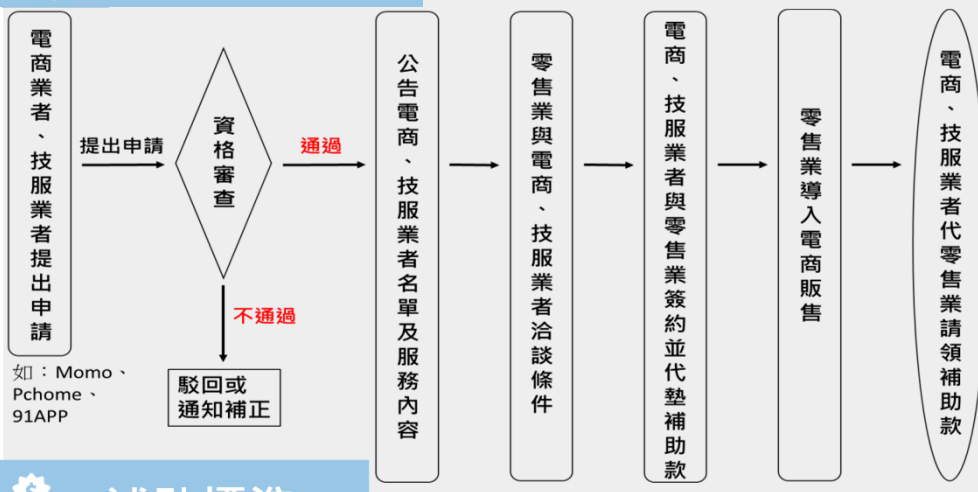 電商業者、技服業者提出申請
如：Momo、
Pchome、
91APP
提出申請
資格審查
通過
不通過
駁回或
通知補正
公告電商、技服業者名單及服務內容
零售業與電商、技服業者洽談條件
電商、技服業者與零售業簽約並代墊補助款
零售業導入電商販售
電商、技服業者代零售業請領補助款